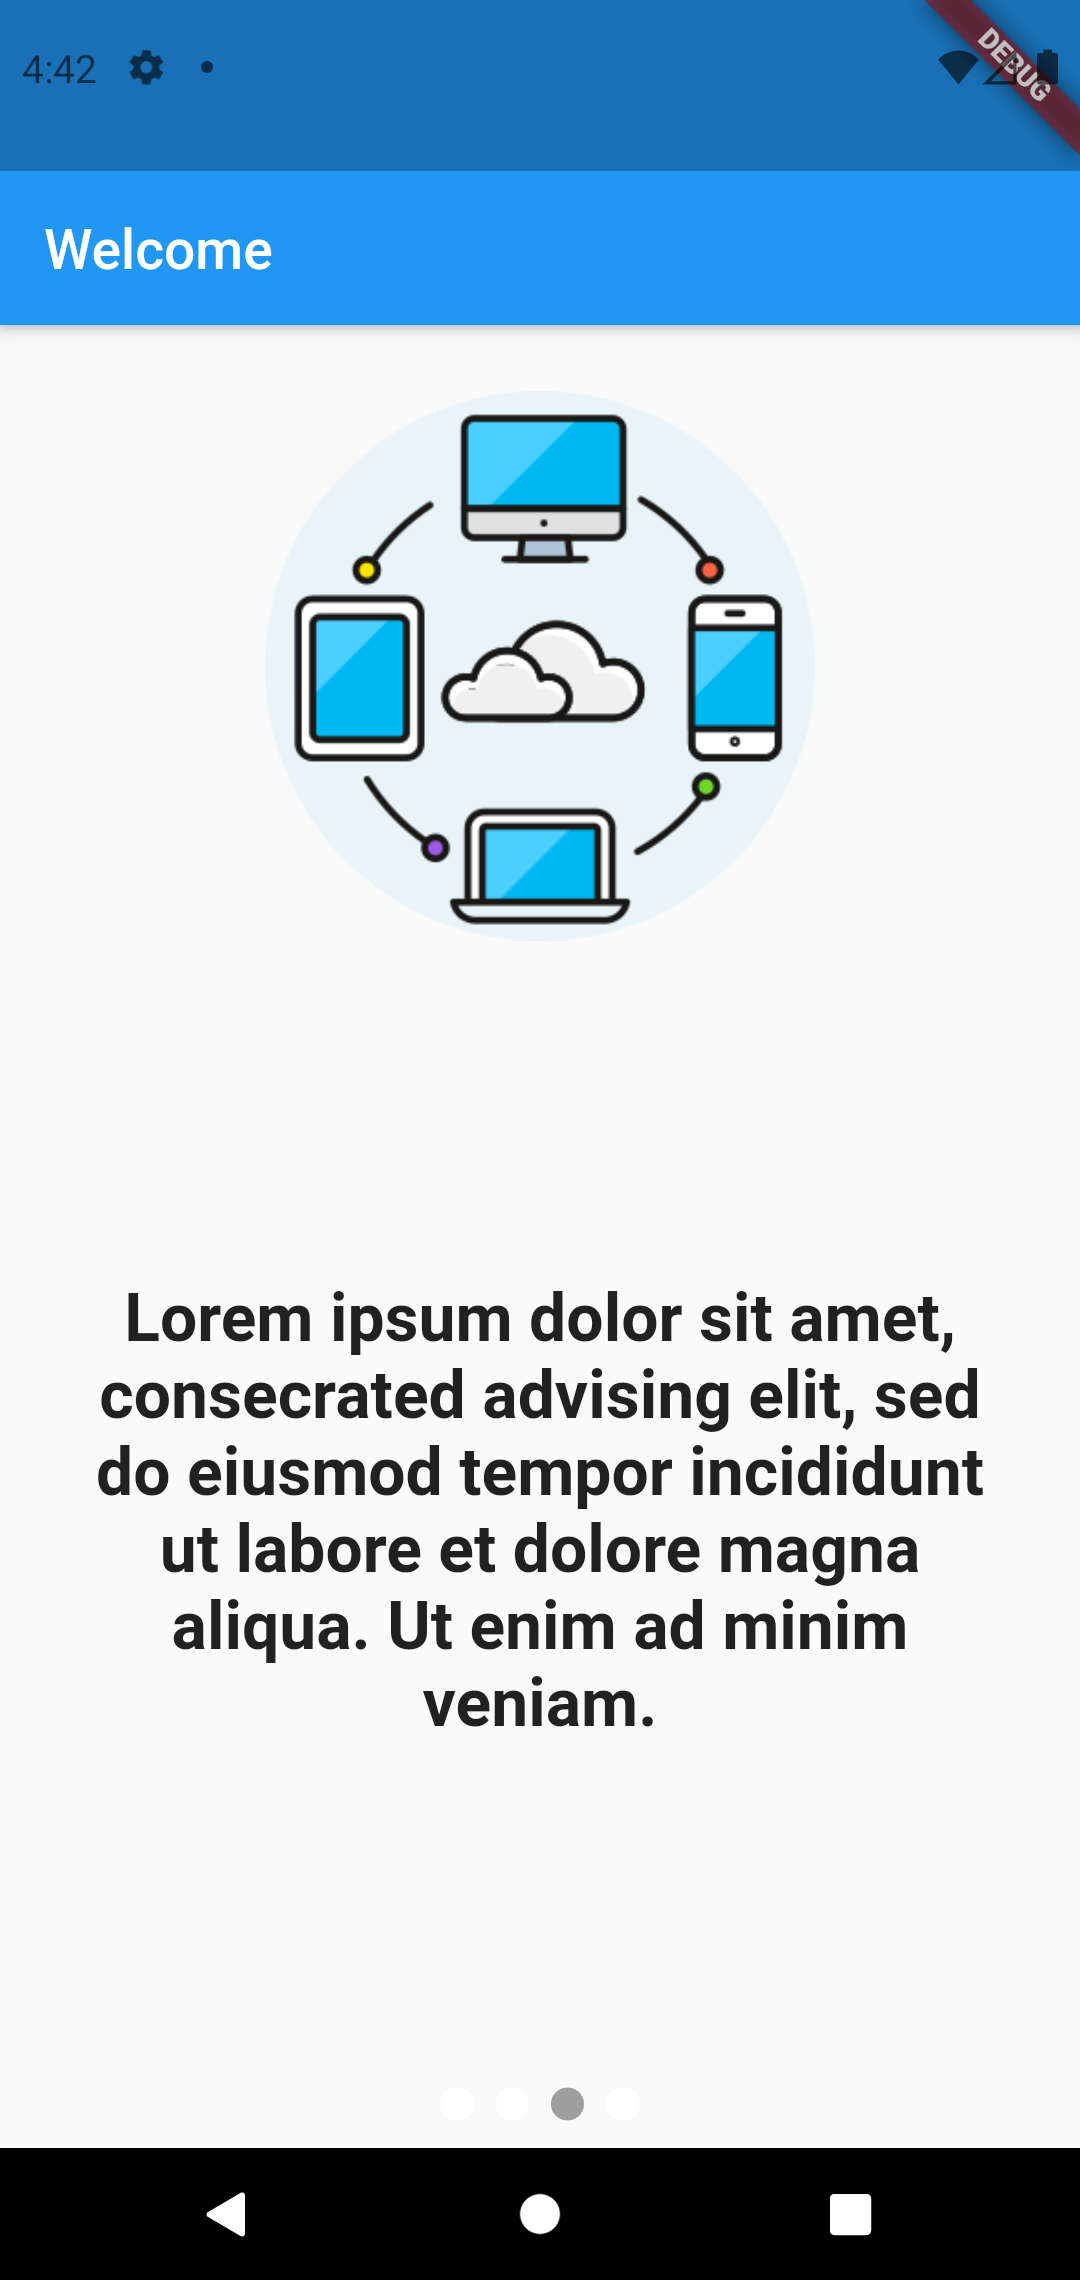 4:42
DEBUG
Welcome
Lorem ipsum dolor sit amet,
consecrated advising elit, sed
do eiusmod tempor incididunt
ut labore et dolore magna
aliqua. Ut enim ad minim
veniam.